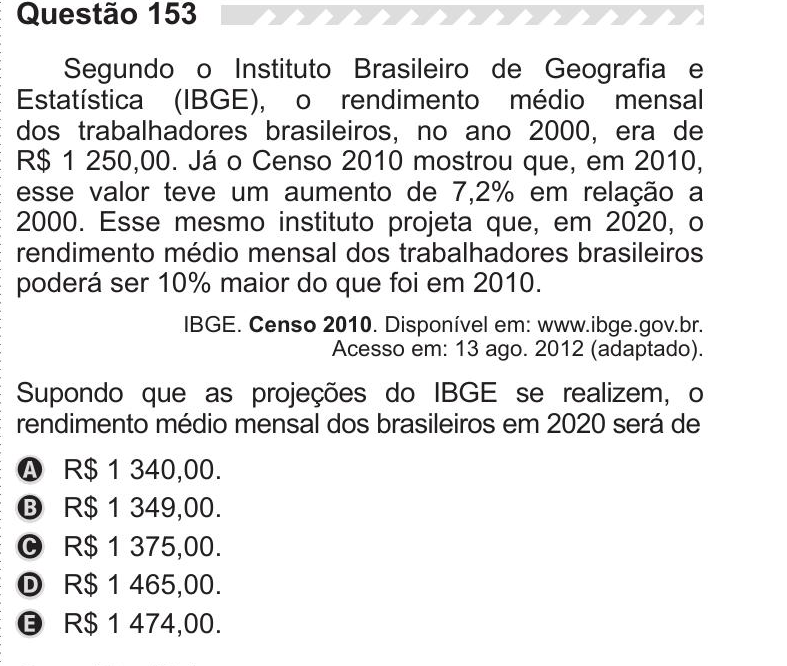 Questão 153
Segundo o Instituto Brasileiro de Geografia e
Estatística (IBGE), o rendimento médio mensal
dos trabalhadores brasileiros, no ano 2000, era de
R$ 1 250,00. Já o Censo 2010 mostrou que, em 2010,
esse valor teve um aumento de 7,2% em relação a
2000. Esse mesmo instituto projeta que, em 2020, o
rendimento médio mensal dos trabalhadores brasileiros
poderá ser 10% maior do que foi em 2010.
IBGE. Censo 2010. Disponível em: www.ibge.gov.br.
Acesso em: 13 ago. 2012 (adaptado).
Supondo que as projeções do IBGE se realizem, o
rendimento médio mensal dos brasileiros em 2020 será de
A R$ 1 340,00.
B R$ 1 349,00.
C R$ 1 375,00.
D R$ 1 465,00.
E R$ 1 474,00.